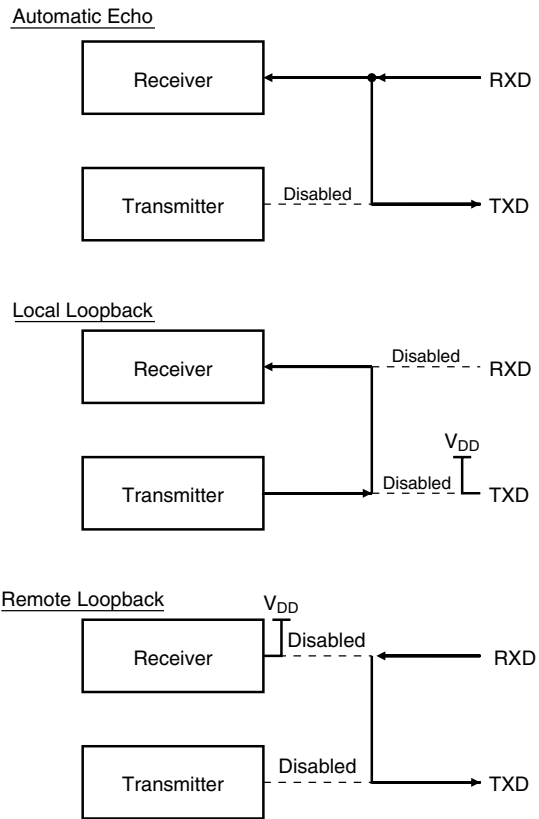 Automatic Echo
Receiver
RXD
Transmitter
Disabled
TXD
Local Loopback
Receiver
Disabled
RXD
VDD
Transmitter
Disabled
TXD
Remote Loopback
VDD
Receiver
Disabled
RXD
Transmitter
Disabled
TXD